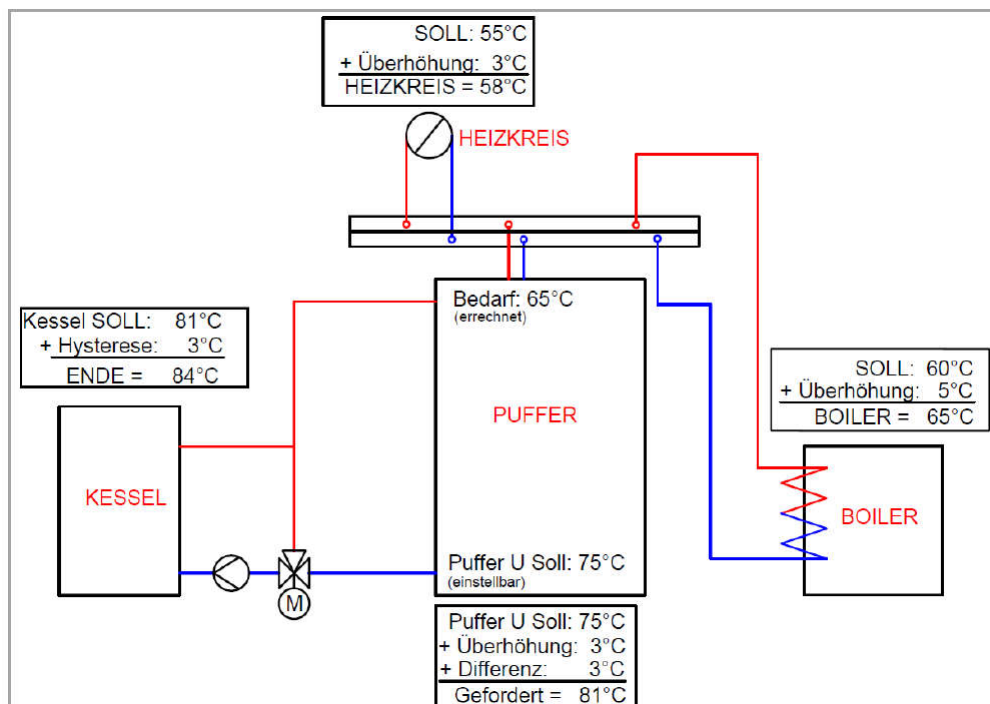 SOLL: 55°C
+ Überhöhung: 3°C
HEIZKREIS = 58°C
HEIZKREIS
Kessel SOLL: 81°C
+ Hysterese: 3°C
ENDE = 84°C
Bedarf: 65°C
(errechnet)
SOLL: 60°C
+ Überhöhung: 5°C
BOILER = 65°C
PUFFER
KESSEL
BOILER
Puffer U Soll: 75°C
(einstellbar)
M
Puffer U Soll: 75°C
+ Überhöhung: 3°C
+ Differenz: 3°C
Gefordert = 81°C